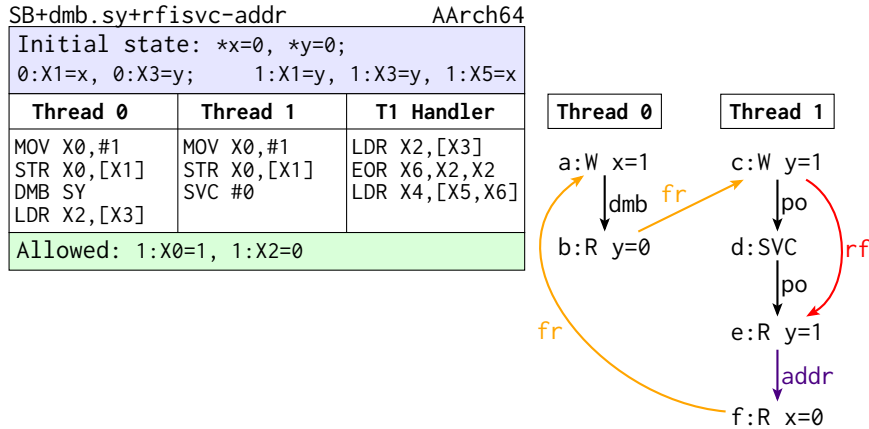 SB+dmb.sy+rfisvc-addr AArch64
Initial state: *x=0, *y=0;
0:X1=x, 0:X3=y; 1:X1=y, 1:X3=y, 1:X5=x
Thread 0 Thread 1 T1 Handler
MOV X0,#1 MOV X0,#1 LDR X2,[X3]
STR X0,[X1] STR X0,[X1] EOR X6,X2,X2
DMB SY SVC #0 LDR X4,[X5,X6]
LDR X2,[X3]
Allowed: 1:X0=1, 1:X2=0
Thread 0 Thread 1
a:W x=1 c:W y=1
dmb fr po
b:R y=0 d:SVC rf
po
fr e:R y=1
addr
f:R x=0